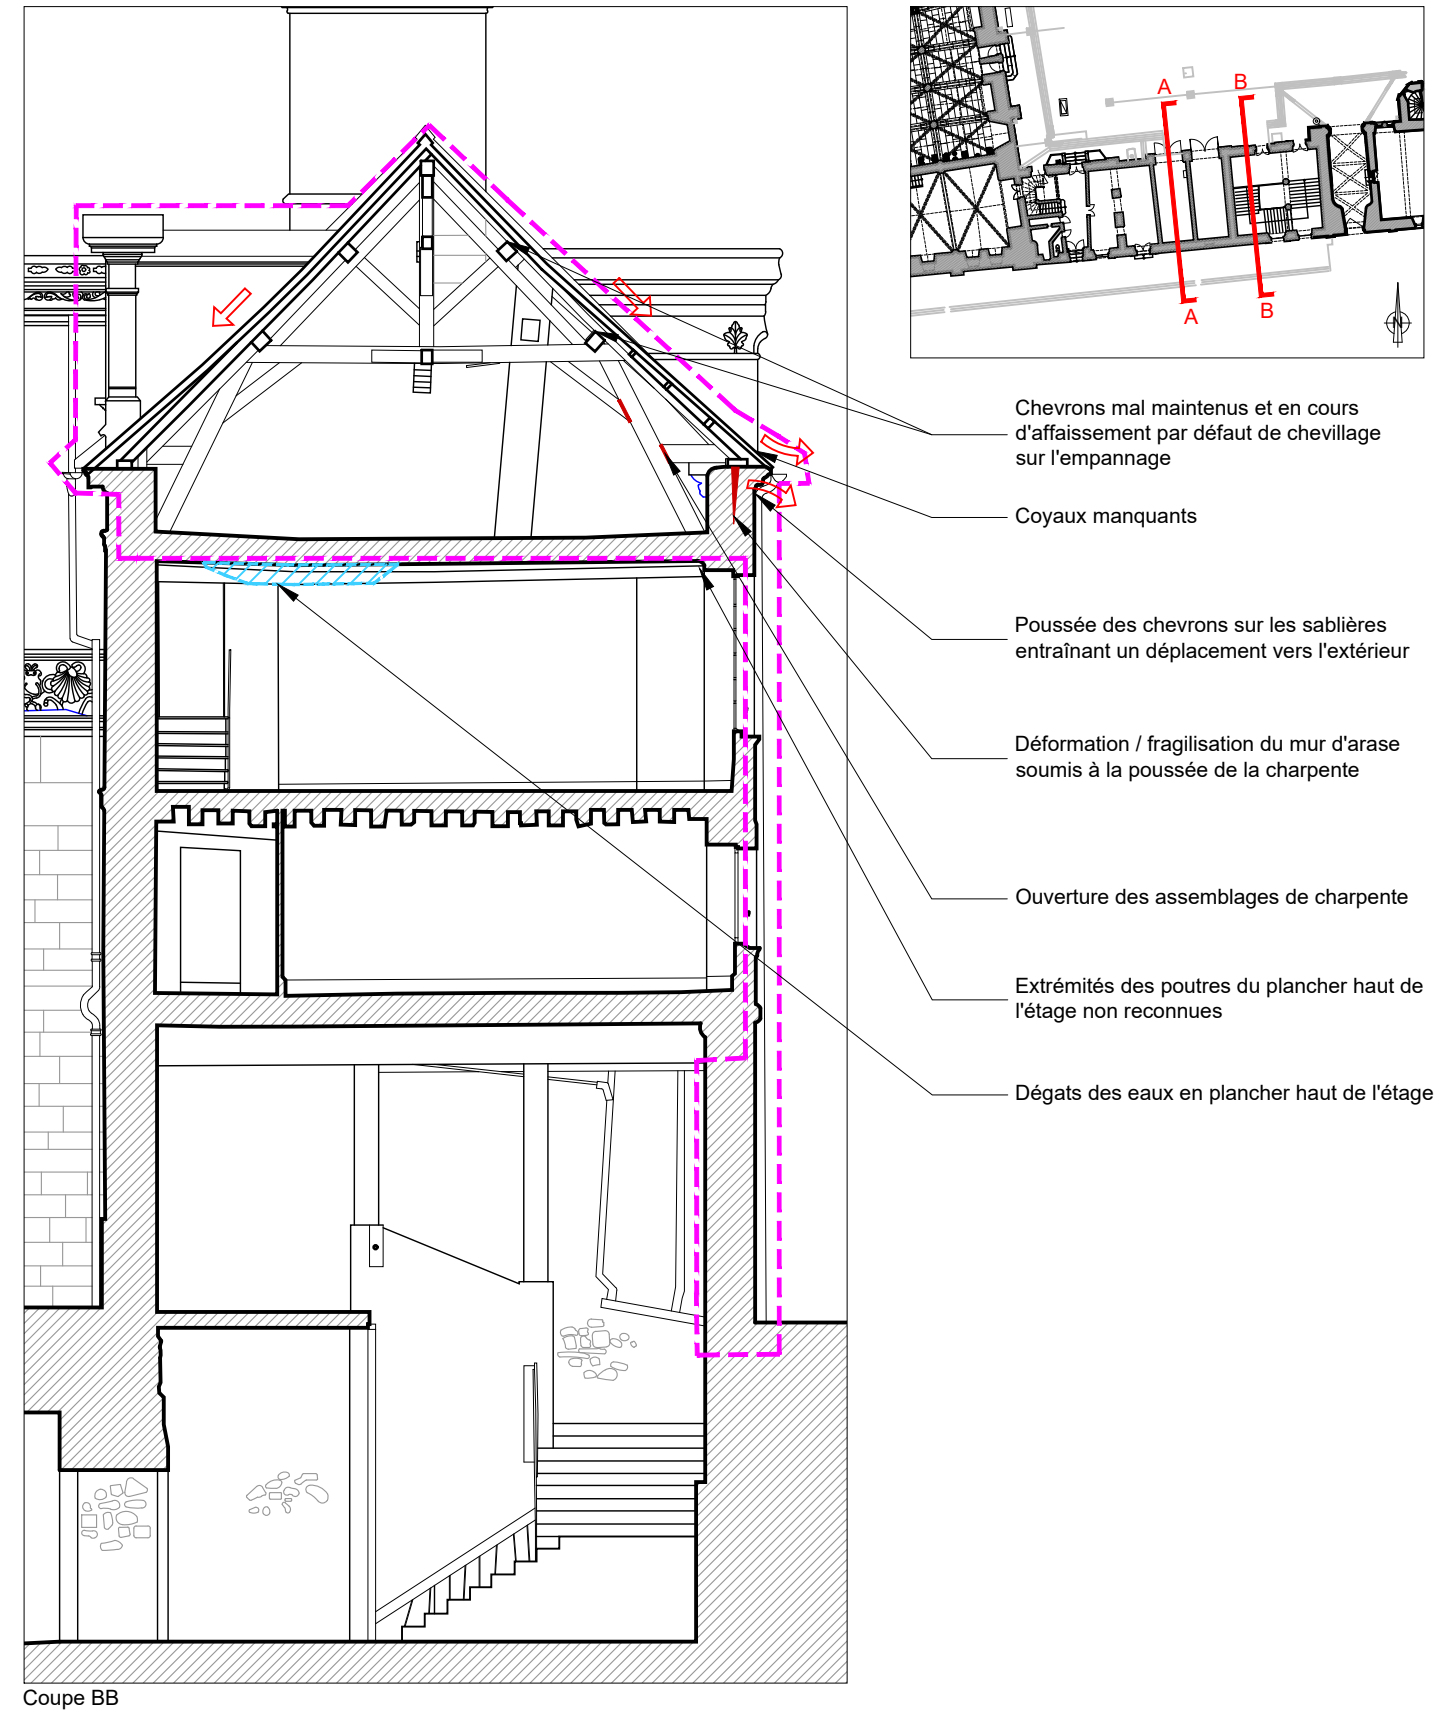 A
B
A
B
N
Chevrons mal maintenus et en cours
d'affaissement par défaut de chevillage
sur l'empannage
Coyaux manquants
Poussée des chevrons sur les sablières
entraînant un déplacement vers l'extérieur
Déformation / fragilisation du mur d'arase
soumis à la poussée de la charpente
Ouverture des assemblages de charpente
Extrémités des poutres du plancher haut de
l'étage non reconnues
Dégats des eaux en plancher haut de l'étage
Coupe BB